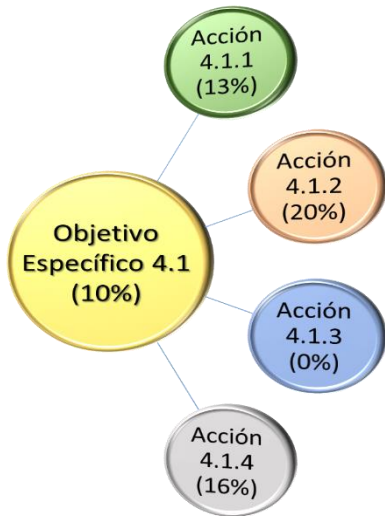 Acción
4.1.1
(13%)
Acción
4.1.2
(20%)
Objetivo
Específico 4.1
(10%)
Acción
4.1.3
(0%)
Acción
4.1.4
(16%)